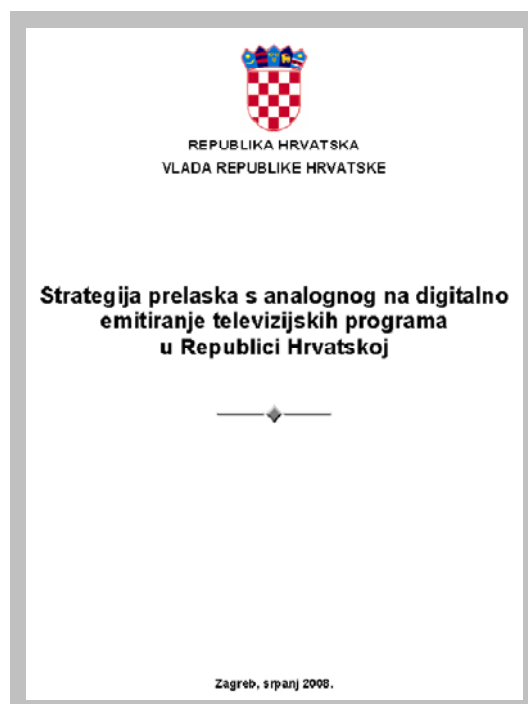 REPUBLIKA HRVATSKA
VLADA REPUBLIKE HRVATSKE
Strategija prelaska s analognog na digitalno
emitiranje televizijskih programa
u Republici Hrvatskoj
Zagreb, srpanj 2008.